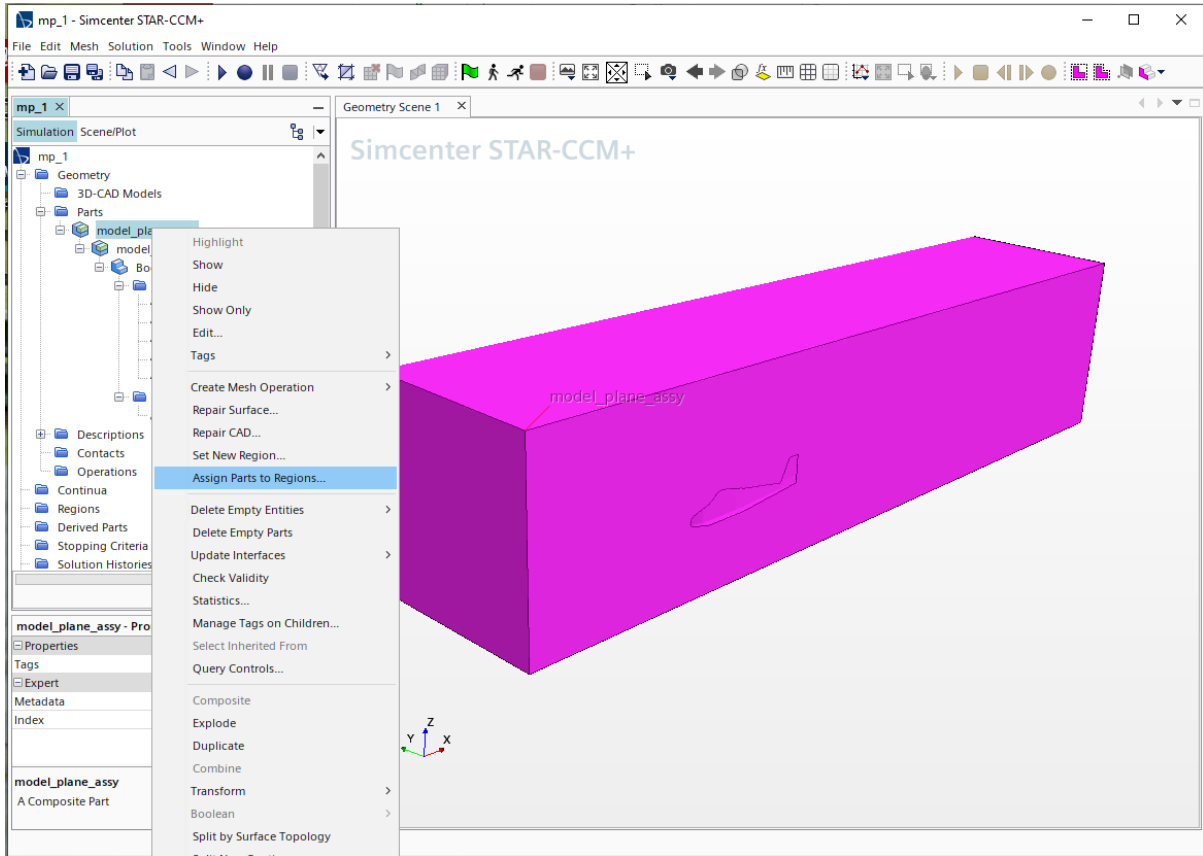 mp_1 - Simcenter STAR-CCM+
File Edit Mesh Solution Tools Window Help
mp_1
Simulation Scene/Plot
mp_1
Geometry
3D-CAD Models
Parts
model_pla
model_
Bo
Descriptions
Contacts
Operations
Continua
Regions
Derived Parts
Stopping Criteria
Solution Histories
model_plane_assy - Pro
Properties
Tags
Expert
Metadata
Index
model_plane_assy
A Composite Part
Highlight
Show
Hide
Show Only
Edit...
Tags
Create Mesh Operation
Repair Surface...
Repair CAD...
Set New Region...
Assign Parts to Regions...
Delete Empty Entities
Delete Empty Parts
Update Interfaces
Check Validity
Statistics...
Manage Tags on Children...
Select Inherited From
Query Controls...
Composite
Explode
Duplicate
Combine
Transform
Boolean
Split by Surface Topology
Geometry Scene 1
Simcenter STAR-CCM+
model_plane_assy
Z
Y
X